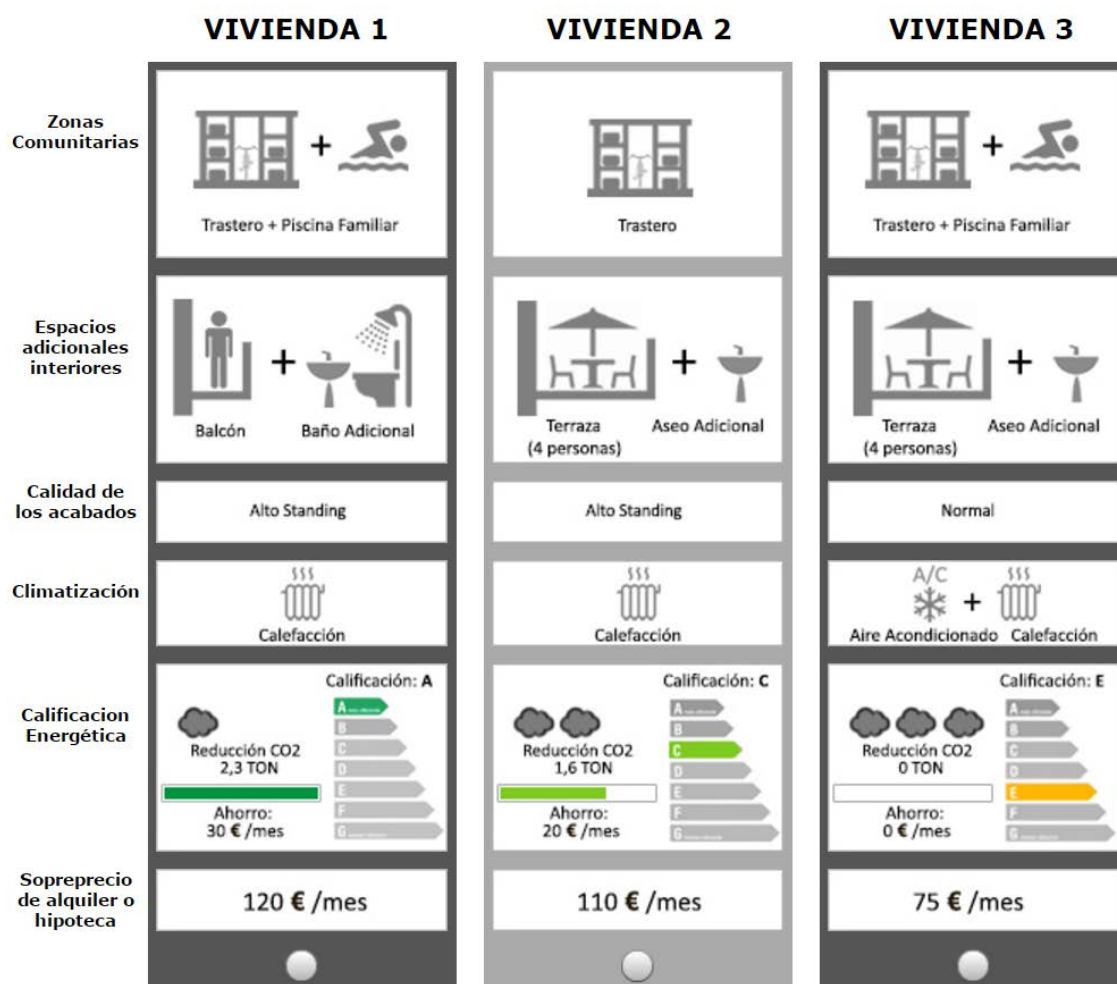 VIVIENDA 1
VIVIENDA 2
VIVIENDA 3
Zonas
Comunitarias
Trastero + Piscina Familiar
Trastero
Trastero + Piscina Familiar
Espacios
adicionales
interiores
Balcón
Baño Adicional
Terraza
(4 personas)
Aseo Adicional
Terraza
(4 personas)
Aseo Adicional
Calidad de
los acabados
Alto Standing
Alto Standing
Normal
Climatización
Calefacción
Calefacción
A/C
Aire Acondicionado
Calefacción
Calificacion
Energética
Calificación: A
A
B
C
D
E
F
G
Reducción CO2
2,3 TON
Ahorro:
30 € /mes
Calificación: C
A
B
C
D
E
F
G
Reducción CO2
1,6 TON
Ahorro:
20 € /mes
Calificación: E
A
B
C
D
E
F
G
Reducción CO2
0 TON
Ahorro:
0 € /mes
Sopreprecio
de alquiler o
hipoteca
120 € /mes
110 € /mes
75 € /mes